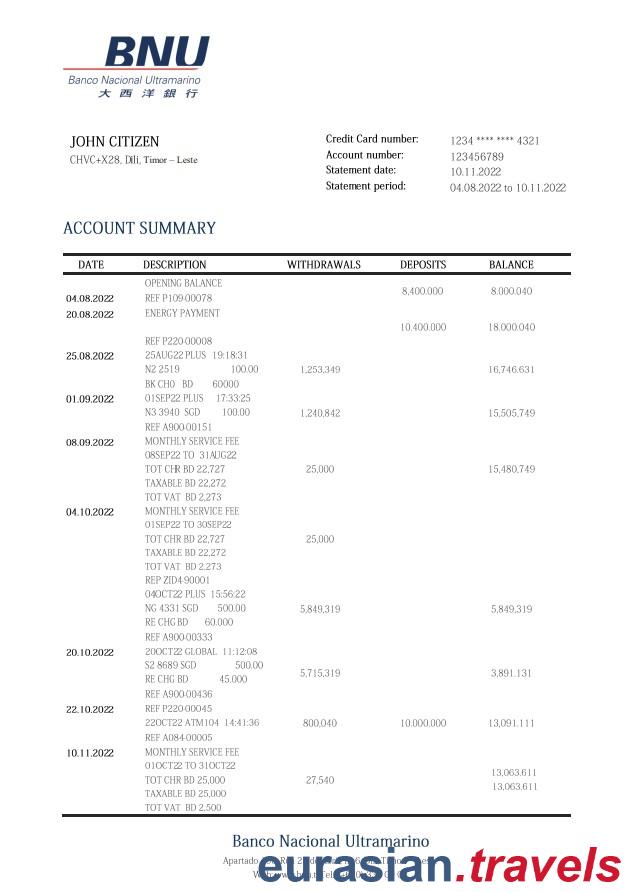 BNU
Banco Nacional Ultramarino
大西洋銀行
JOHN CITIZEN
CHVC+X28, Dili, Timor – Leste
Credit Card number: 1234 **** **** 4321
Account number: 123456789
Statement date: 10.11.2022
Statement period: 04.08.2022 to 10.11.2022
ACCOUNT SUMMARY
DATE DESCRIPTION WITHDRAWALS DEPOSITS BALANCE
OPENING BALANCE
8,400.000 8.000.040
04.08.2022 REF P109-00078
20.08.2022 ENERGY PAYMENT
10.400.000 18.000.040
REF P220-00008
25.08.2022 25AUG22 PLUS 19:18:31
N2 2519 100.00 1,253,349 16,746.631
BK CHO BD 60000
01.09.2022 01SEP22 PLUS 17:33:25
N3 3940 SGD 100.00 1,240,842 15,505,749
REF A900-00151
08.09.2022 MONTHLY SERVICE FEE
08SEP22 TO 31AUG22
TOT CHR BD 22,727 25,000 15,480,749
TAXABLE BD 22,272
TOT VAT BD 2,273
04.10.2022 MONTHLY SERVICE FEE
01SEP22 TO 30SEP22
TOT CHR BD 22,727 25,000
TAXABLE BD 22,272
TOT VAT BD 2,273
REP ZID4-90001
04OCT22 PLUS 15:56:22
NG 4331 SGD 500.00 5,849,319 5,849,319
RE CHG BD 60.000
REF A900-00333
20.10.2022 20OCT22 GLOBAL 11:12:08
S2 8689 SGD 500.00
5,715,319 3,891.131
RE CHG BD 45.000
REF A900-00436
22.10.2022 REF P220-00045
22OCT22 ATM104 14:41:36 800,040 10.000.000 13,091.111
REF A084-00005
10.11.2022 MONTHLY SERVICE FEE
01OCT22 TO 31OCT22
13,063.611
TOT CHR BD 25,000 27,540
13,063.611
TAXABLE BD 25,000
TOT VAT BD 2,500
Banco Nacional Ultramarino
Apartado
eurasian.travels